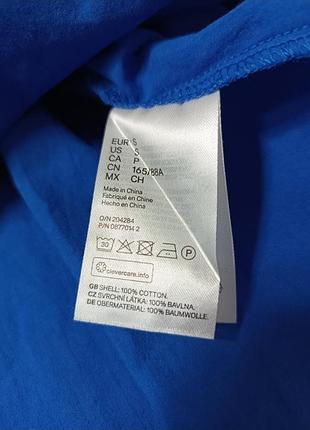 EUR S
US S
CA P
CN 165/88A
MX CH
Made in China
Fabriqué en Chine
Hecho en China
O/N 204284
P/N 0877014 2
30
P
clevercare.info
GB SHELL: 100% COTTON.
CZ SVRCHNÍ LÁTKA: 100% BAVLNA.
DE OBERMATERIAL: 100% BAUMWOLLE.